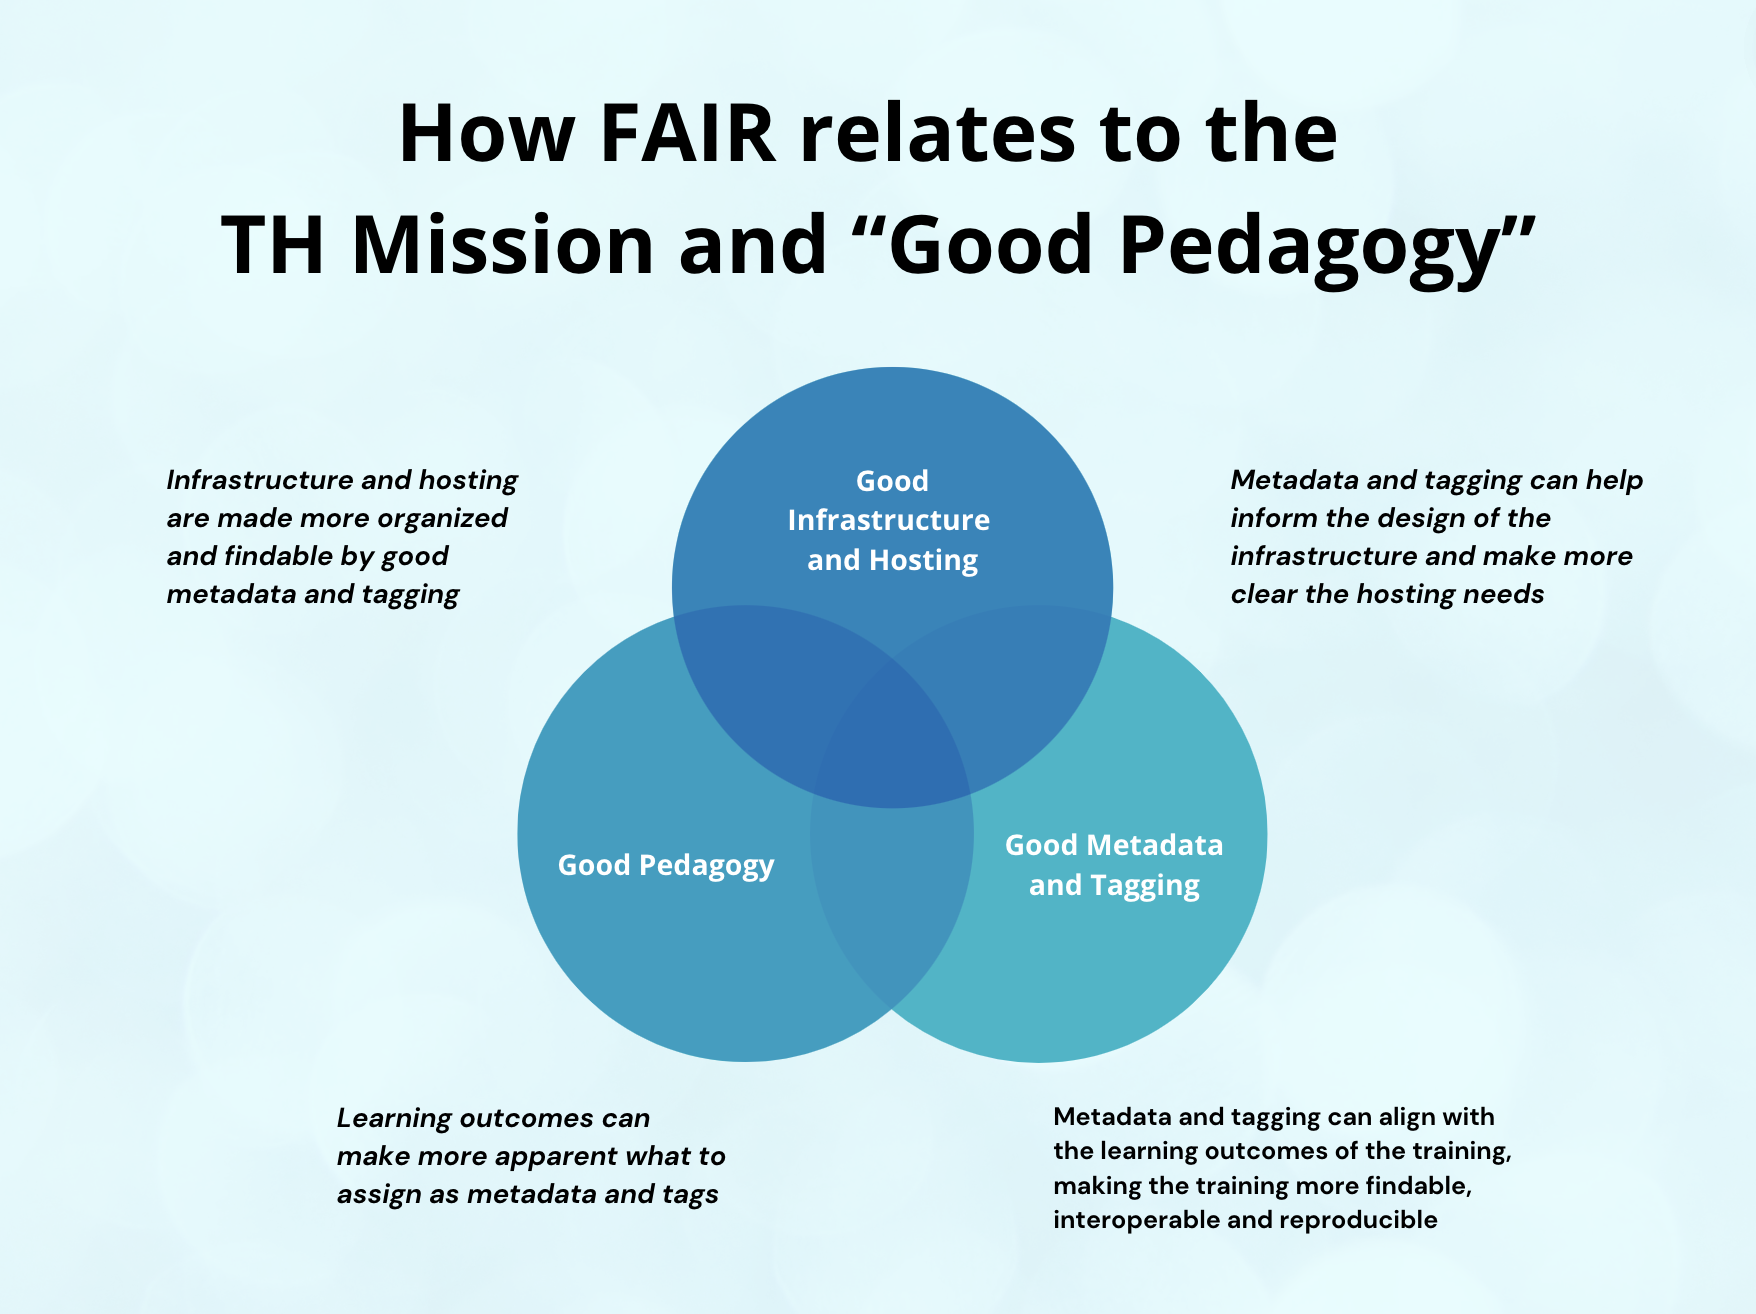 How FAIR relates to the
TH Mission and “Good Pedagogy”
Infrastructure and hosting
are made more organized
and findable by good
metadata and tagging
Good
Infrastructure
and Hosting
Metadata and tagging can help
inform the design of the
infrastructure and make more
clear the hosting needs
Good Pedagogy
Good Metadata
and Tagging
Learning outcomes can
make more apparent what to
assign as metadata and tags
Metadata and tagging can align with
the learning outcomes of the training,
making the training more findable,
interoperable and reproducible